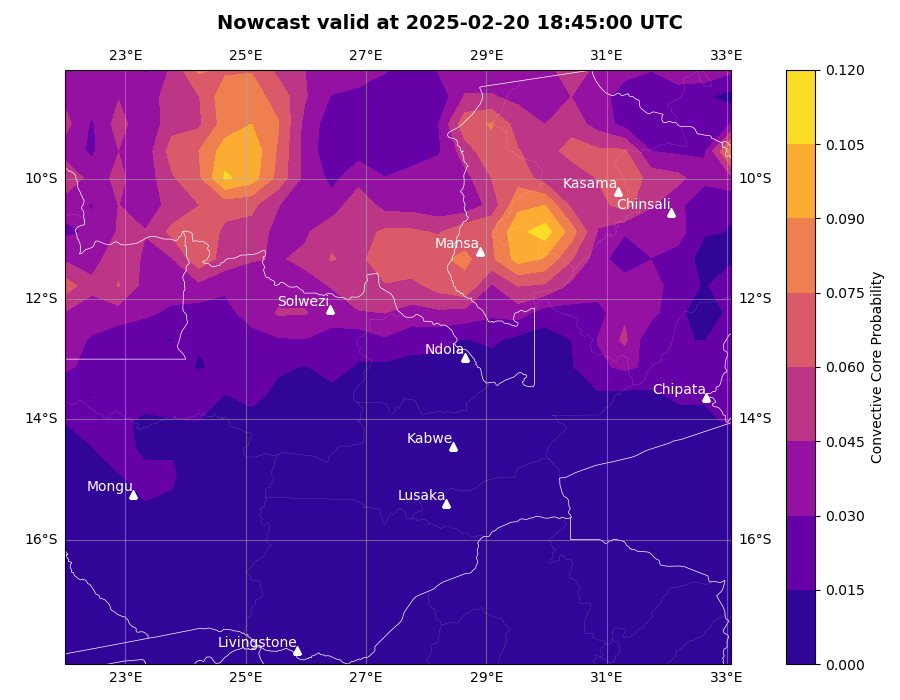 Nowcast valid at 2025-02-20 18:45:00 UTC
23°E 25°E 27°E 29°E 31°E 33°E
0.120
0.105
10°S Kasama 10°S
Chinsali
0.090
Mansa
0.075
12°S Solwezi 12°S
Ndola
0.060
Chipata
14°S 14°S
0.045
Kabwe
Mongu Lusaka
0.030
16°S 16°S
0.015
Livingstone
0.000
23°E 25°E 27°E 29°E 31°E 33°E
Convective Core Probability